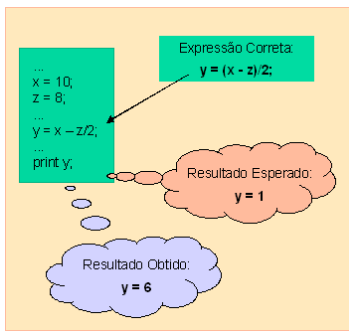 ...
x = 10;
z = 8;
...
y = x – z/2;
...
print y;
Expressão Correta:
y = (x - z)/2;
Resultado Esperado:
y = 1
Resultado Obtido:
y = 6